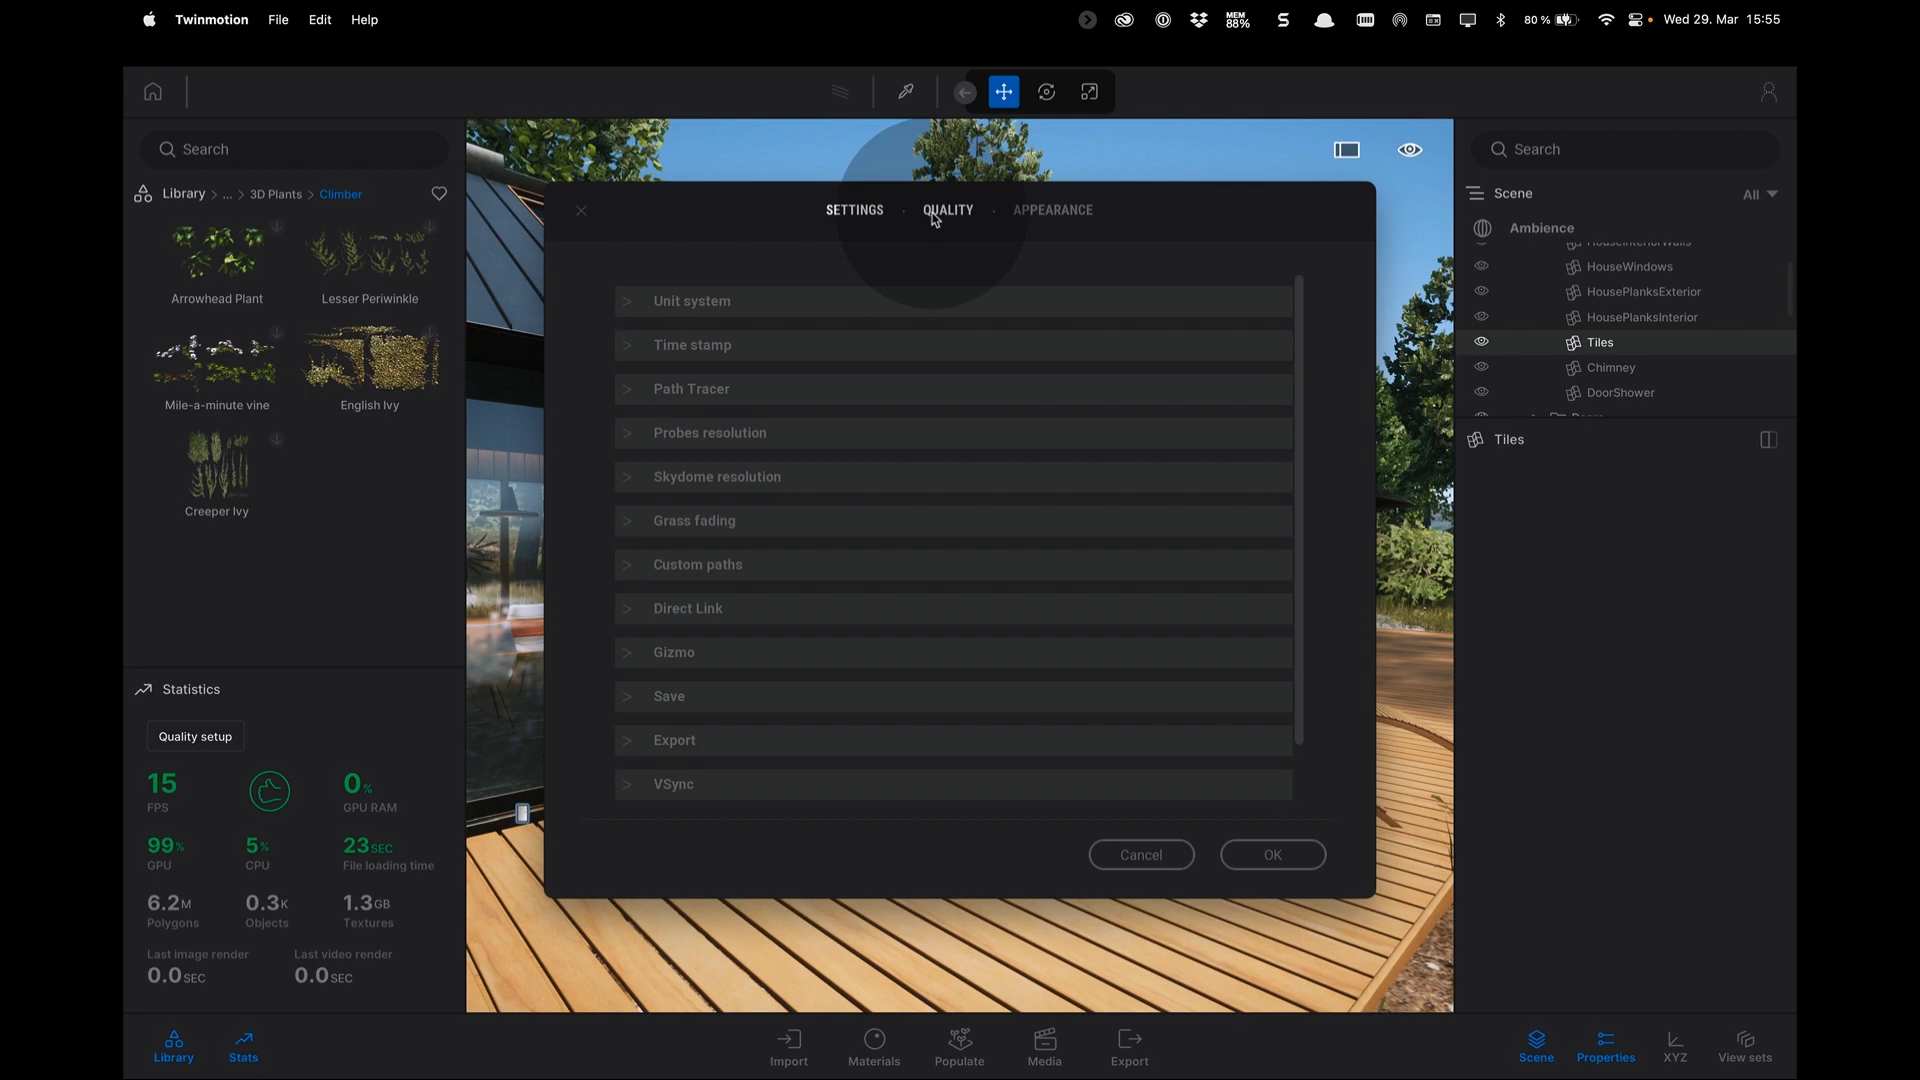 Twinmotion File Edit Help
MEM 88%
80 %
Wed 29. Mar 15:55
Search
Library > ... > 3D Plants > Climber
Arrowhead Plant
Lesser Periwinkle
Mile-a-minute vine
English Ivy
Creeper Ivy
Statistics
Quality setup
15 FPS
0% GPU RAM
99% GPU
5% CPU
23SEC File loading time
6.2M Polygons
0.3K Objects
1.3GB Textures
Last image render
0.0SEC
Last video render
0.0SEC
SETTINGS · QUALITY · APPEARANCE
> Unit system
> Time stamp
> Path Tracer
> Probes resolution
> Skydome resolution
> Grass fading
> Custom paths
> Direct Link
> Gizmo
> Save
> Export
> VSync
Cancel
OK
Search
Scene
All
Ambience
HouseInteriorWalls
HouseWindows
HousePlanksExterior
HousePlanksInterior
Tiles
Chimney
DoorShower
Tiles
Library
Stats
Import
Materials
Populate
Media
Export
Scene
Properties
XYZ
View sets